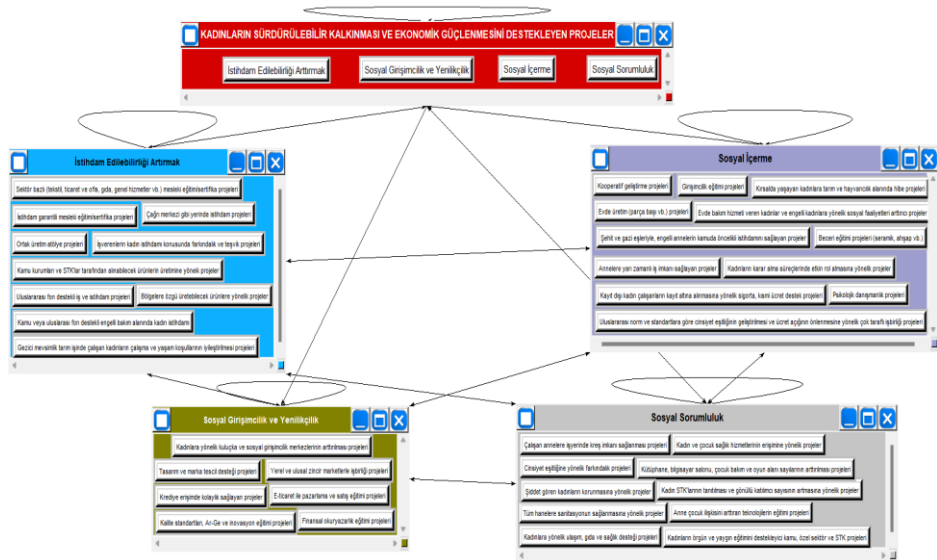 KADINLARIN SÜRDÜRÜLEBİLİR KALKINMASI VE EKONOMİK GÜÇLENMESİNİ DESTEKLEYEN PROJELER
İstihdam Edilebilirliği Arttırmak
Sosyal Girişimcilik ve Yenilikçilik
Sosyal İçerme
Sosyal Sorumluluk
İstihdam Edilebilirliği Artırmak
Sektör bazlı (tekstil, ticaret ve ofis, gıda, genel hizmetler vb.) mesleki eğitim/sertifika projeleri
İstihdam garantili mesleki eğitim/sertifika projeleri
Çağrı merkezi gibi yerinde istihdam projeleri
Ortak üretim atölye projeleri
İşverenlerin kadın istihdamı konusunda farkındalık ve teşvik projeleri
Kamu kurumları ve STK'lar tarafından alınabilecek ürünlerin üretimine yönelik projeler
Uluslararası fon destekli iş ve istihdam projeleri
Bölgelere özgü üretebilecek ürünlere yönelik projeler
Kamu veya uluslarası fon destekli engelli bakım alanında kadın istihdamı
Gezici mevsimlik tarım işinde çalışan kadınların çalışma ve yaşam koşullarının iyileştirilmesi projeleri
Sosyal İçerme
Kooperatif geliştirme projeleri
Girişimcilik eğitimi projeleri
Kırsalda yaşayan kadınlara tarım ve hayvancılık alanında hibe projeleri
Evde üretim (parça başı vb.) projeleri
Evde bakım hizmeti veren kadınlar ve engelli kadınlara yönelik sosyal faaliyetleri arttırıcı projeler
Şehit ve gazi eşleriyle, engelli annelerin kamuda öncelikli istihdamını sağlayan projeler
Beceri eğitimi projeleri (seramik, ahşap vb.)
Annelere yarı zamanlı iş imkanı sağlayan projeler
Kadınların karar alma süreçlerinde etkin rol almasına yönelik projeler
Kayıt dışı kadın çalışanların kayıt altına alınmasına yönelik sigorta, kısmi ücret destek projeleri
Psikolojik danışmanlık projeleri
Uluslararası norm ve standartlara göre cinsiyet eşitliğinin geliştirilmesi ve ücret açığının önlenmesine yönelik çok taraflı işbirliği projeleri
Sosyal Girişimcilik ve Yenilikçilik
Kadınlara yönelik kuluçka ve sosyal girişimcilik merkezlerinin arttırılması projeleri
Tasarım ve marka tescil desteği projeleri
Yerel ve ulusal zincir marketlerle işbirliği projeleri
Krediye erişimde kolaylık sağlayan projeler
E-ticaret ile pazarlama ve satış eğitimi projeleri
Kalite standartları, Ar-Ge ve inovasyon eğitimi projeleri
Finansal okuryazarlık eğitimi projeleri
Sosyal Sorumluluk
Çalışan annelere işyerinde kreş imkanı sağlanması projeleri
Kadın ve çocuk sağlık hizmetlerinin erişimine yönelik projeler
Cinsiyet eşitliğine yönelik farkındalık projeleri
Kütüphane, bilgisayar salonu, çocuk bakım ve oyun alanı sayılarının arttırılması projeleri
Şiddet gören kadınların korunmasına yönelik projeler
Kadın STK'larının tanıtılması ve gönüllü katılımcı sayısının artmasına yönelik projeler
Tüm hanelere sanitasyonun sağlanmasına yönelik projeler
Anne çocuk ilişkisini arttıran teknolojilerin eğitimi projeleri
Kadınlara yönelik ulaşım, gıda ve sağlık desteği projeleri
Kadınların örgün ve yaygın eğitimini destekleyici kamu, özel sektör ve STK projeleri